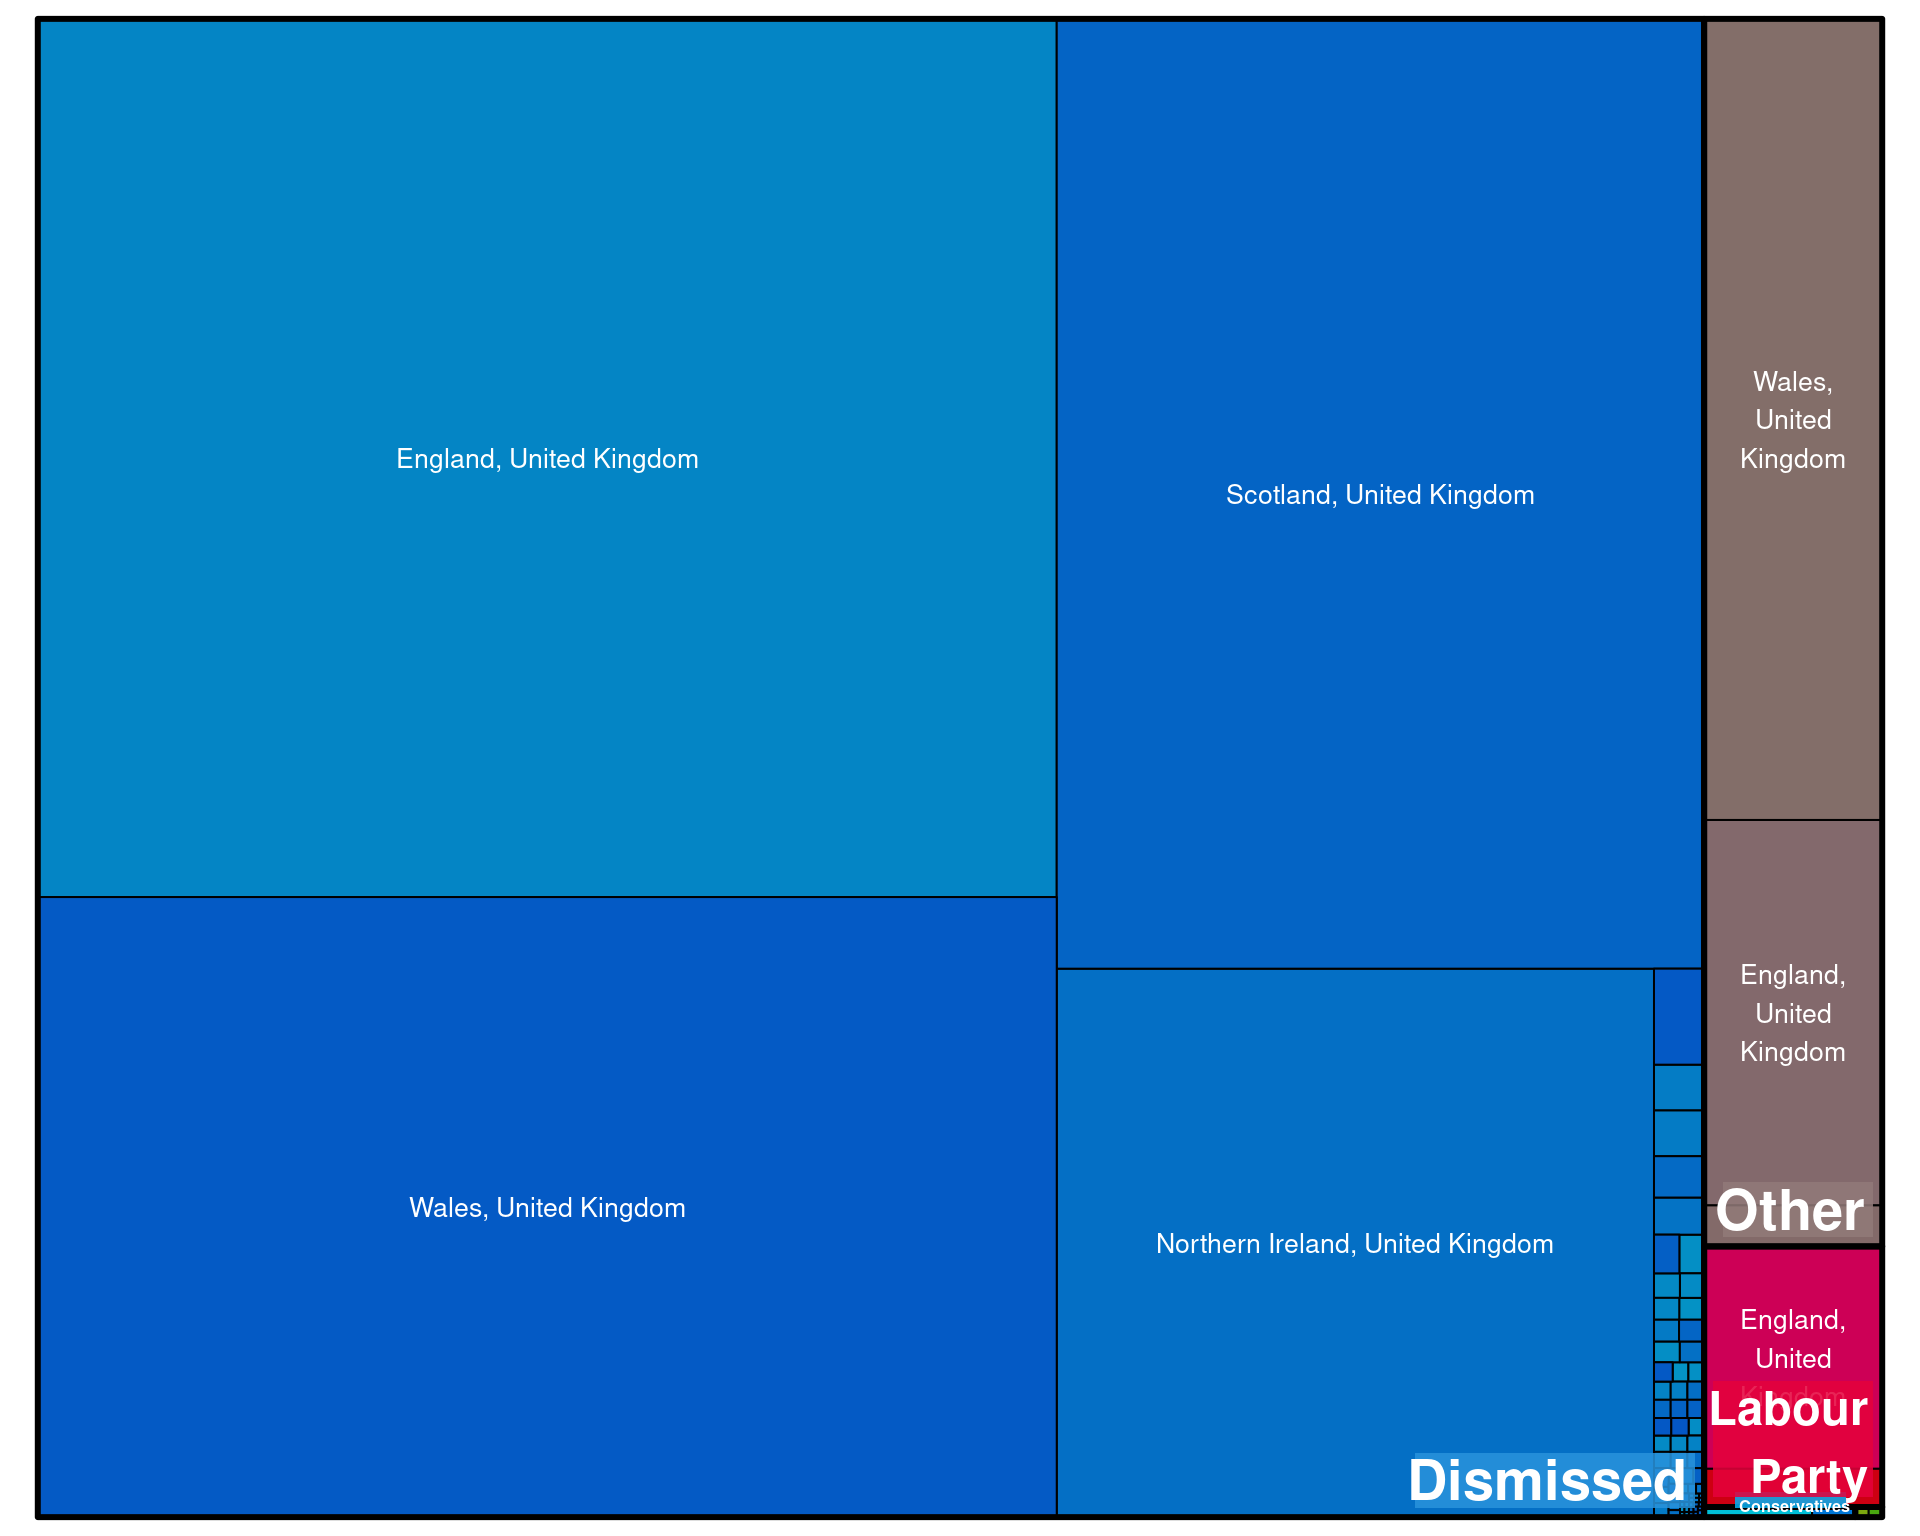 England, United Kingdom
Wales, United Kingdom
Scotland, United Kingdom
Northern Ireland, United Kingdom
Dismissed
Wales,
United
Kingdom
England,
United
Kingdom
Other
England,
United
Kingdom
Labour
Party
Conservatives